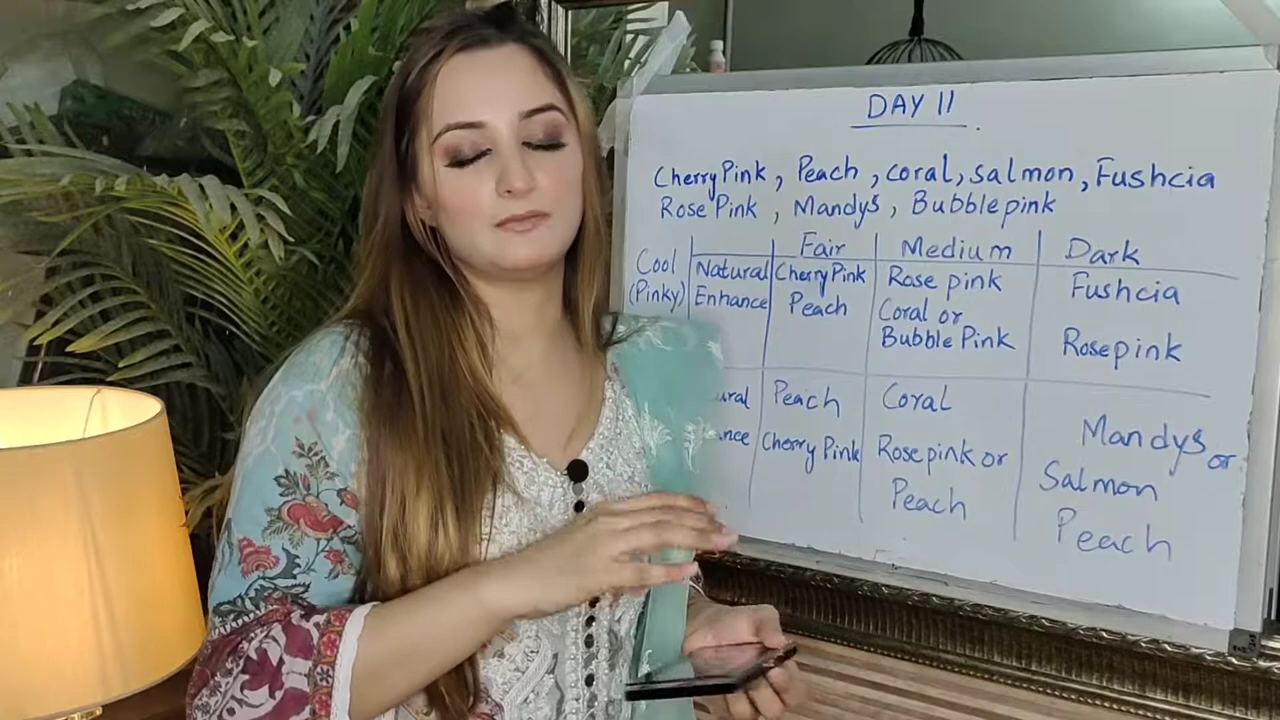 DAY 11
Cherry Pink, Peach, coral, salmon, Fushcia
Rose Pink, Mandys, Bubblepink
Fair Medium Dark
Cool Natural Cherry Pink Rose pink Fushcia
(Pinky) Enhance Peach Coral or
Bubble Pink Rosepink
Peach Coral Mandys or
Cherry Pink Rosepink or Salmon
Peach Peach